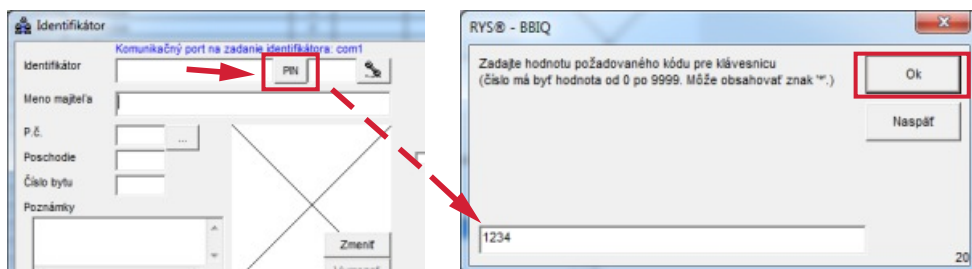 Identifikátor
Komunikačný port na zadanie identifikátora: com1
Identifikátor
PIN
Meno majiteľa
P.č.
...
Poschodie
Číslo bytu
Poznámky
Zmeniť
RYS® - BBIQ
Zadajte hodnotu požadovaného kódu pre klávesnicu
(číslo má byť hodnota od 0 po 9999. Môže obsahovať znak '*'.)
Ok
Naspäť
1234
20